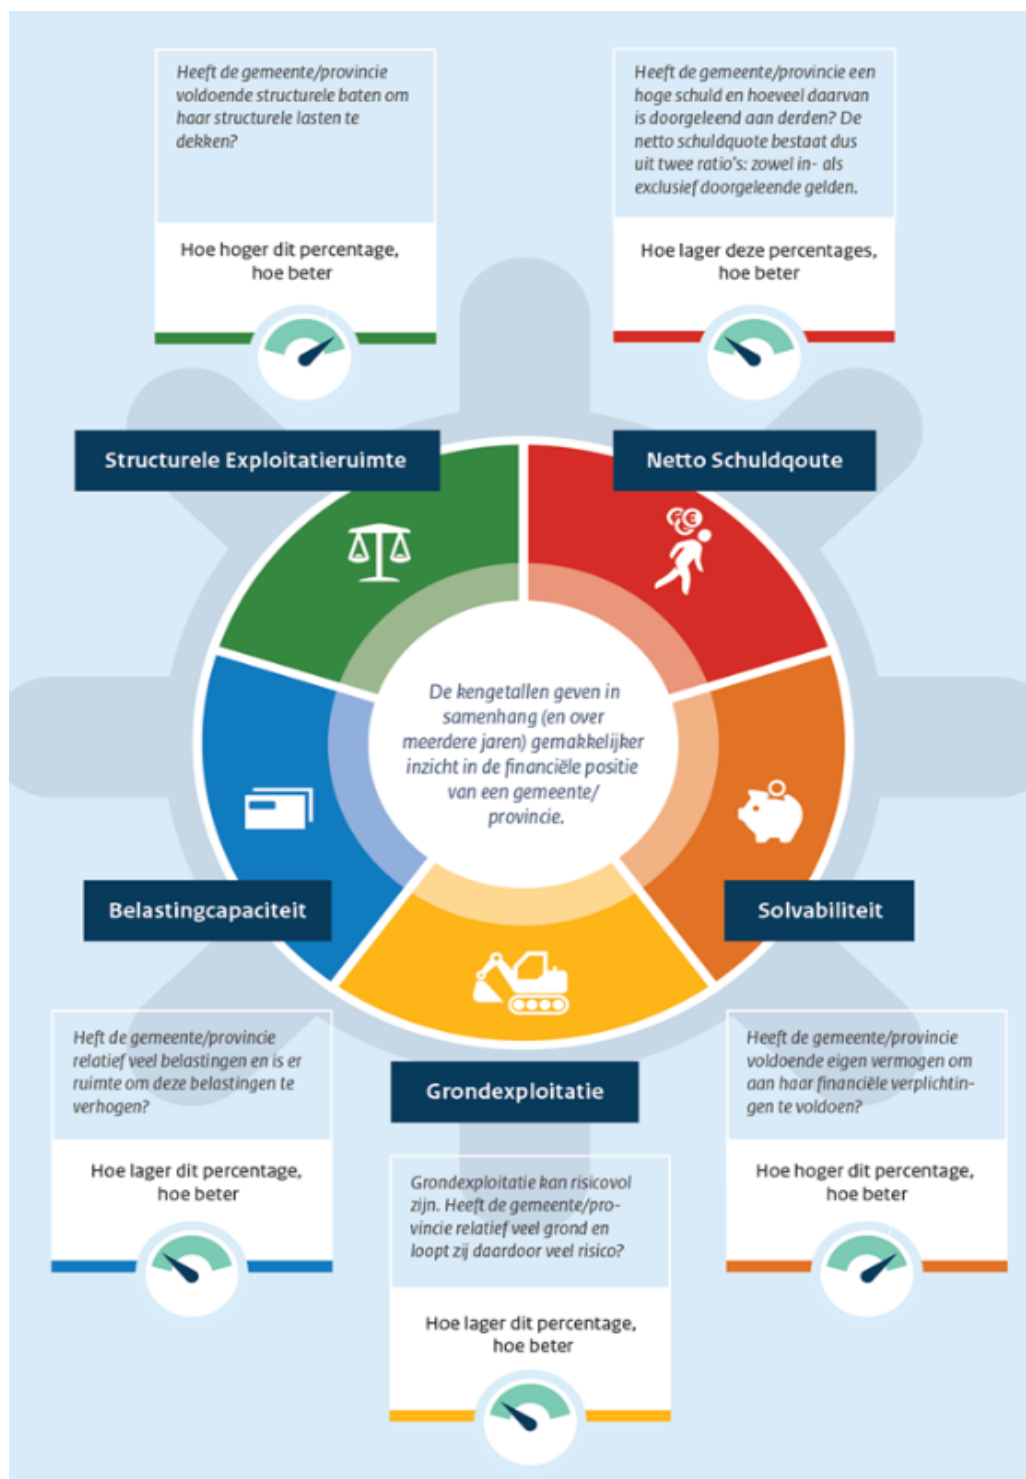 Heeft de gemeente/provincie
voldoende structurele baten om
haar structurele lasten te
dekken?
Hoe hoger dit percentage,
hoe beter
Heeft de gemeente/provincie een
hoge schuld en hoeveel daarvan
is doorgeleend aan derden? De
netto schuldquote bestaat dus
uit twee ratio's: zowel in- als
exclusief doorgeleende gelden.
Hoe lager deze percentages,
hoe beter
Structurele Exploitatieruimte
Netto Schuldqoute
De kengetallen geven in
samenhang (en over
meerdere jaren) gemakkelijker
inzicht in de financiële positie
van een gemeente/
provincie.
Belastingcapaciteit
Solvabiliteit
Heft de gemeente/provincie
relatief veel belastingen en is er
ruimte om deze belastingen te
verhogen?
Hoe lager dit percentage,
hoe beter
Grondexploitatie
Grondexploitatie kan risicovol
zijn. Heeft de gemeente/pro-
vincie relatief veel grond en
loopt zij daardoor veel risico?
Hoe lager dit percentage,
hoe beter
Heeft de gemeente/provincie
voldoende eigen vermogen om
aan haar financiële verplichtin-
gen te voldoen?
Hoe hoger dit percentage,
hoe beter